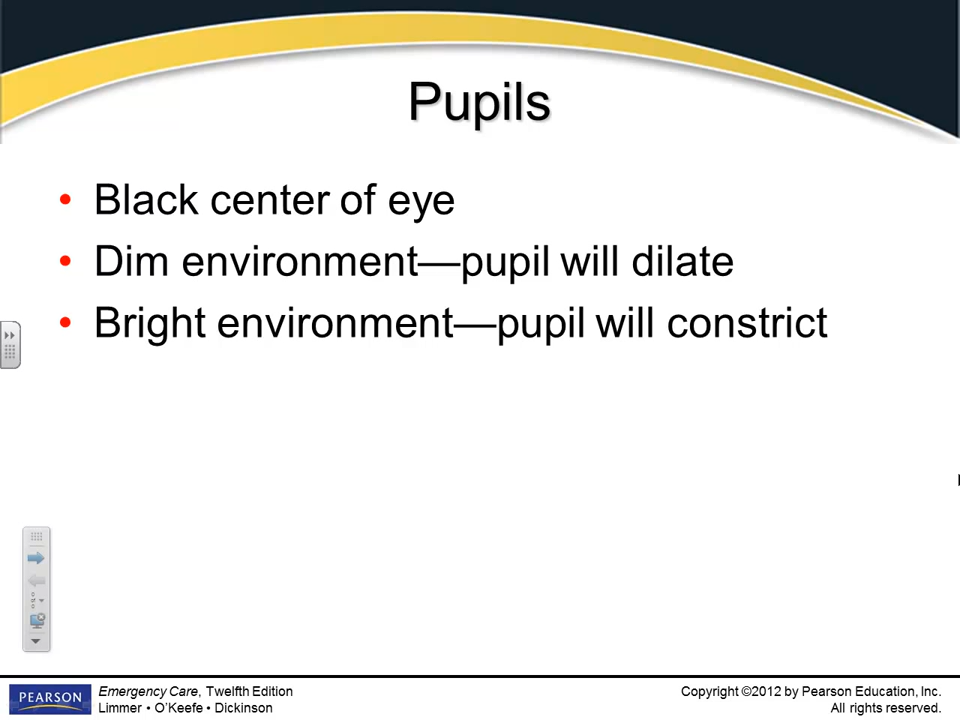 Pupils
• Black center of eye
• Dim environment—pupil will dilate
• Bright environment—pupil will constrict
PEARSON
Emergency Care, Twelfth Edition
Limmer • O’Keefe • Dickinson
Copyright ©2012 by Pearson Education, Inc.
All rights reserved.